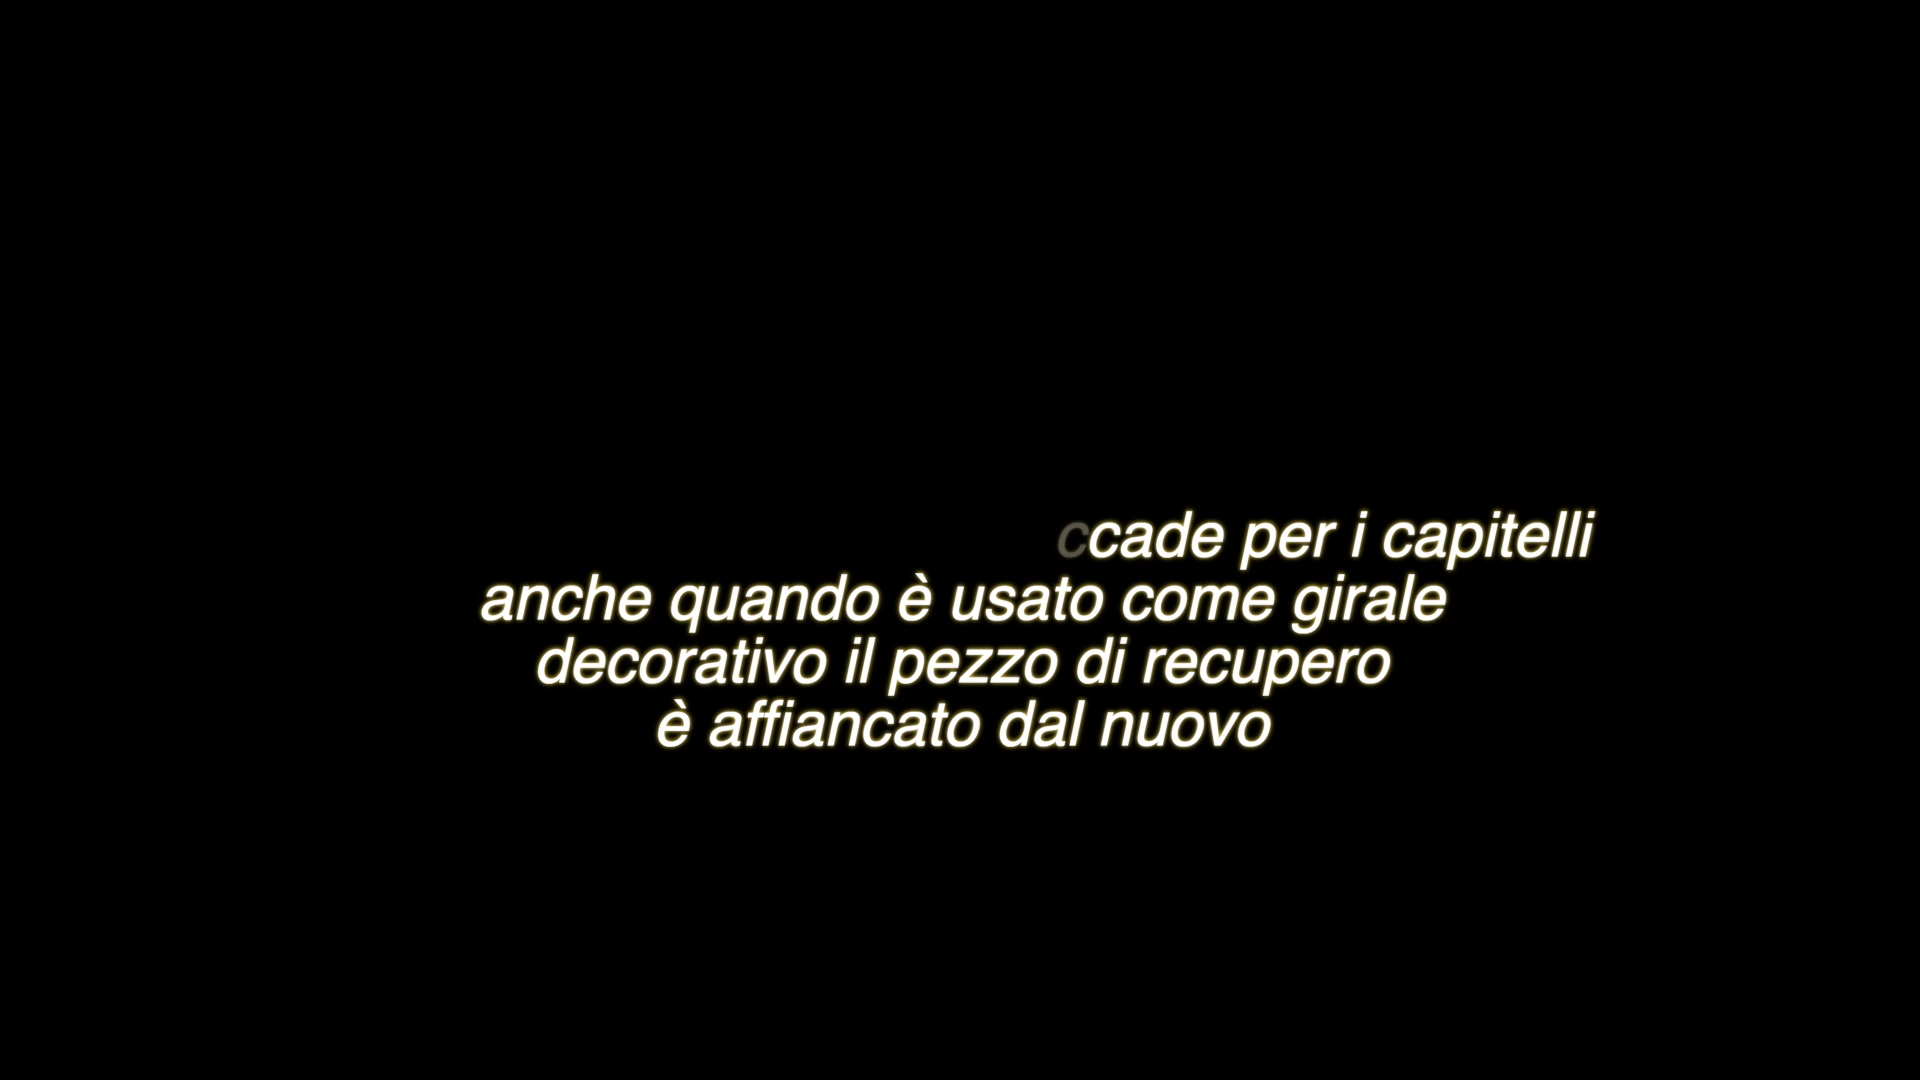 ccade per i capitelli
anche quando è usato come girale
decorativo il pezzo di recupero
è affiancato dal nuovo